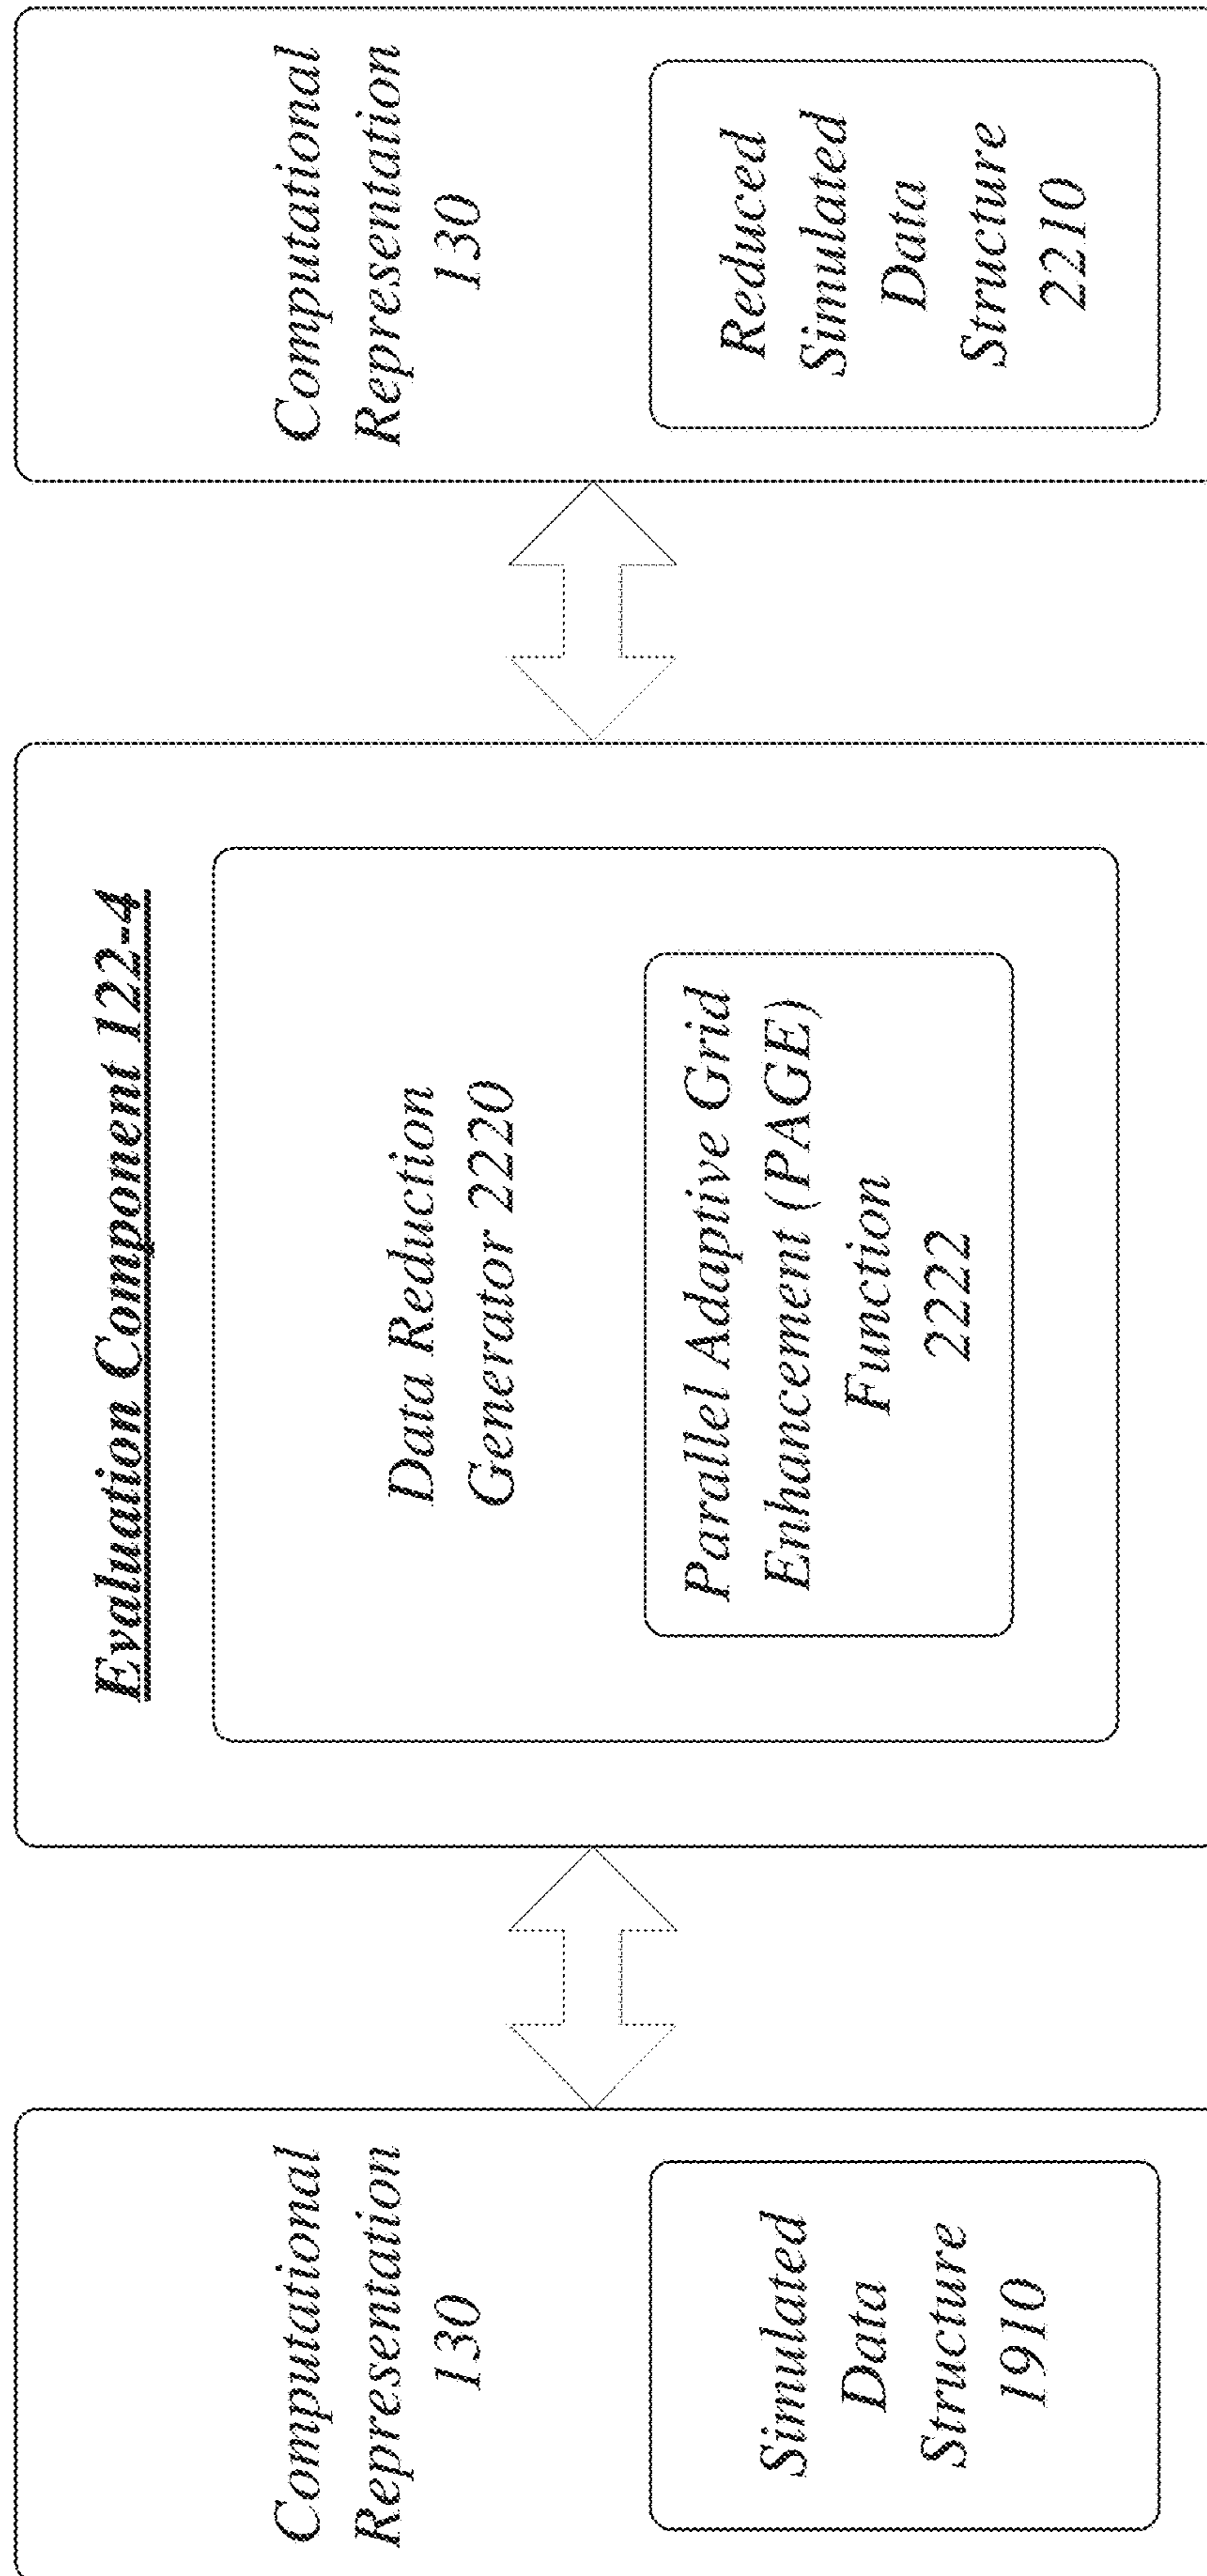 Computational
Representation
130
Simulated
Data
Structure
1910
Evaluation Component 122-4
Data Reduction
Generator 2220
Parallel Adaptive Grid
Enhancement (PAGE)
Function
2222
Computational
Representation
130
Reduced
Simulated
Data
Structure
2210